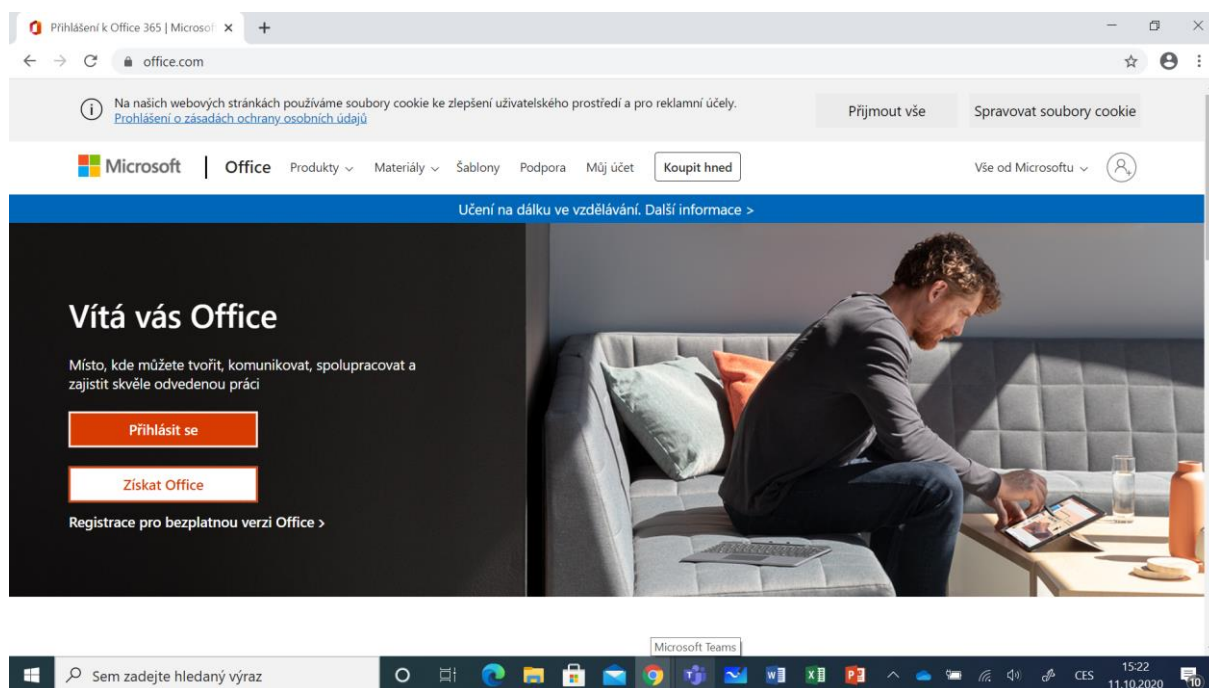 Přihlášení k Office 365 | Microsof
office.com
Na našich webových stránkách používáme soubory cookie ke zlepšení uživatelského prostředí a pro reklamní účely.
Prohlášení o zásadách ochrany osobních údajů
Přijmout vše
Spravovat soubory cookie
Microsoft
Office
Produkty
Materiály
Šablony
Podpora
Můj účet
Koupit hned
Vše od Microsoftu
Učení na dálku ve vzdělávání. Další informace >
Vítá vás Office
Místo, kde můžete tvořit, komunikovat, spolupracovat a
zajistit skvěle odvedenou práci
Přihlásit se
Získat Office
Registrace pro bezplatnou verzi Office >
Microsoft Teams
Sem zadejte hledaný výraz
CES
15:22
11.10.2020
10